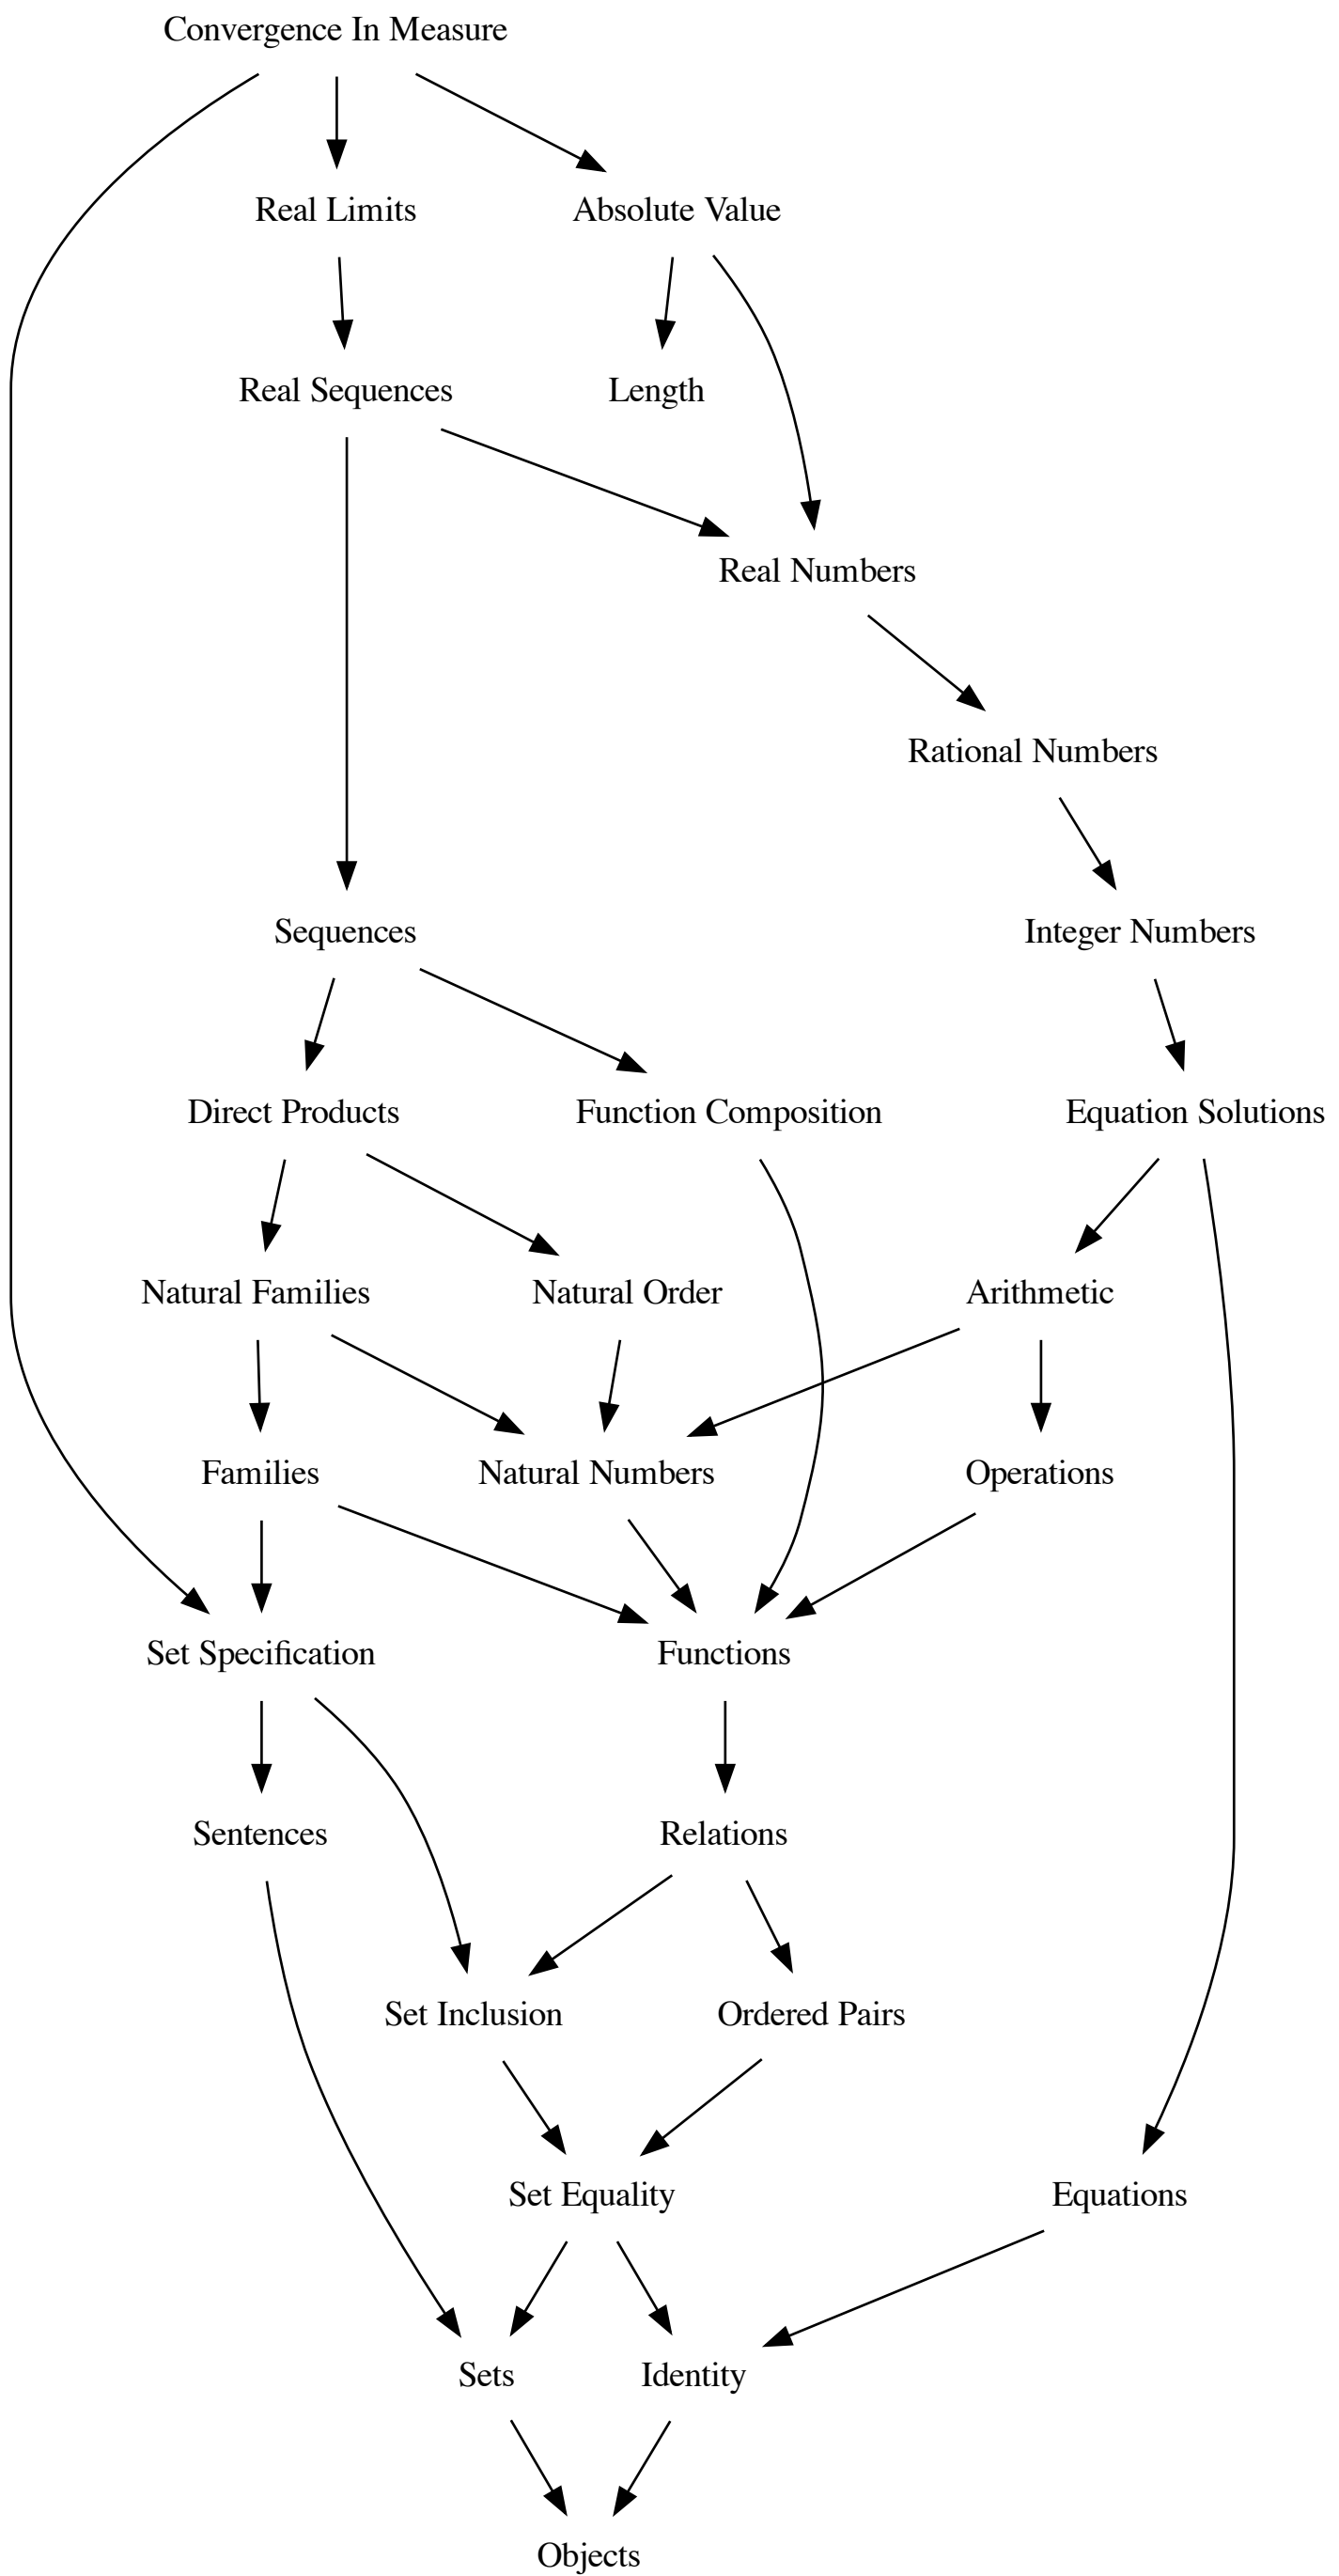 Convergence In Measure
Real Limits
Absolute Value
Real Sequences
Length
Real Numbers
Rational Numbers
Sequences
Integer Numbers
Direct Products
Function Composition
Equation Solutions
Natural Families
Natural Order
Arithmetic
Families
Natural Numbers
Operations
Set Specification
Functions
Sentences
Relations
Set Inclusion
Ordered Pairs
Set Equality
Equations
Sets
Identity
Objects